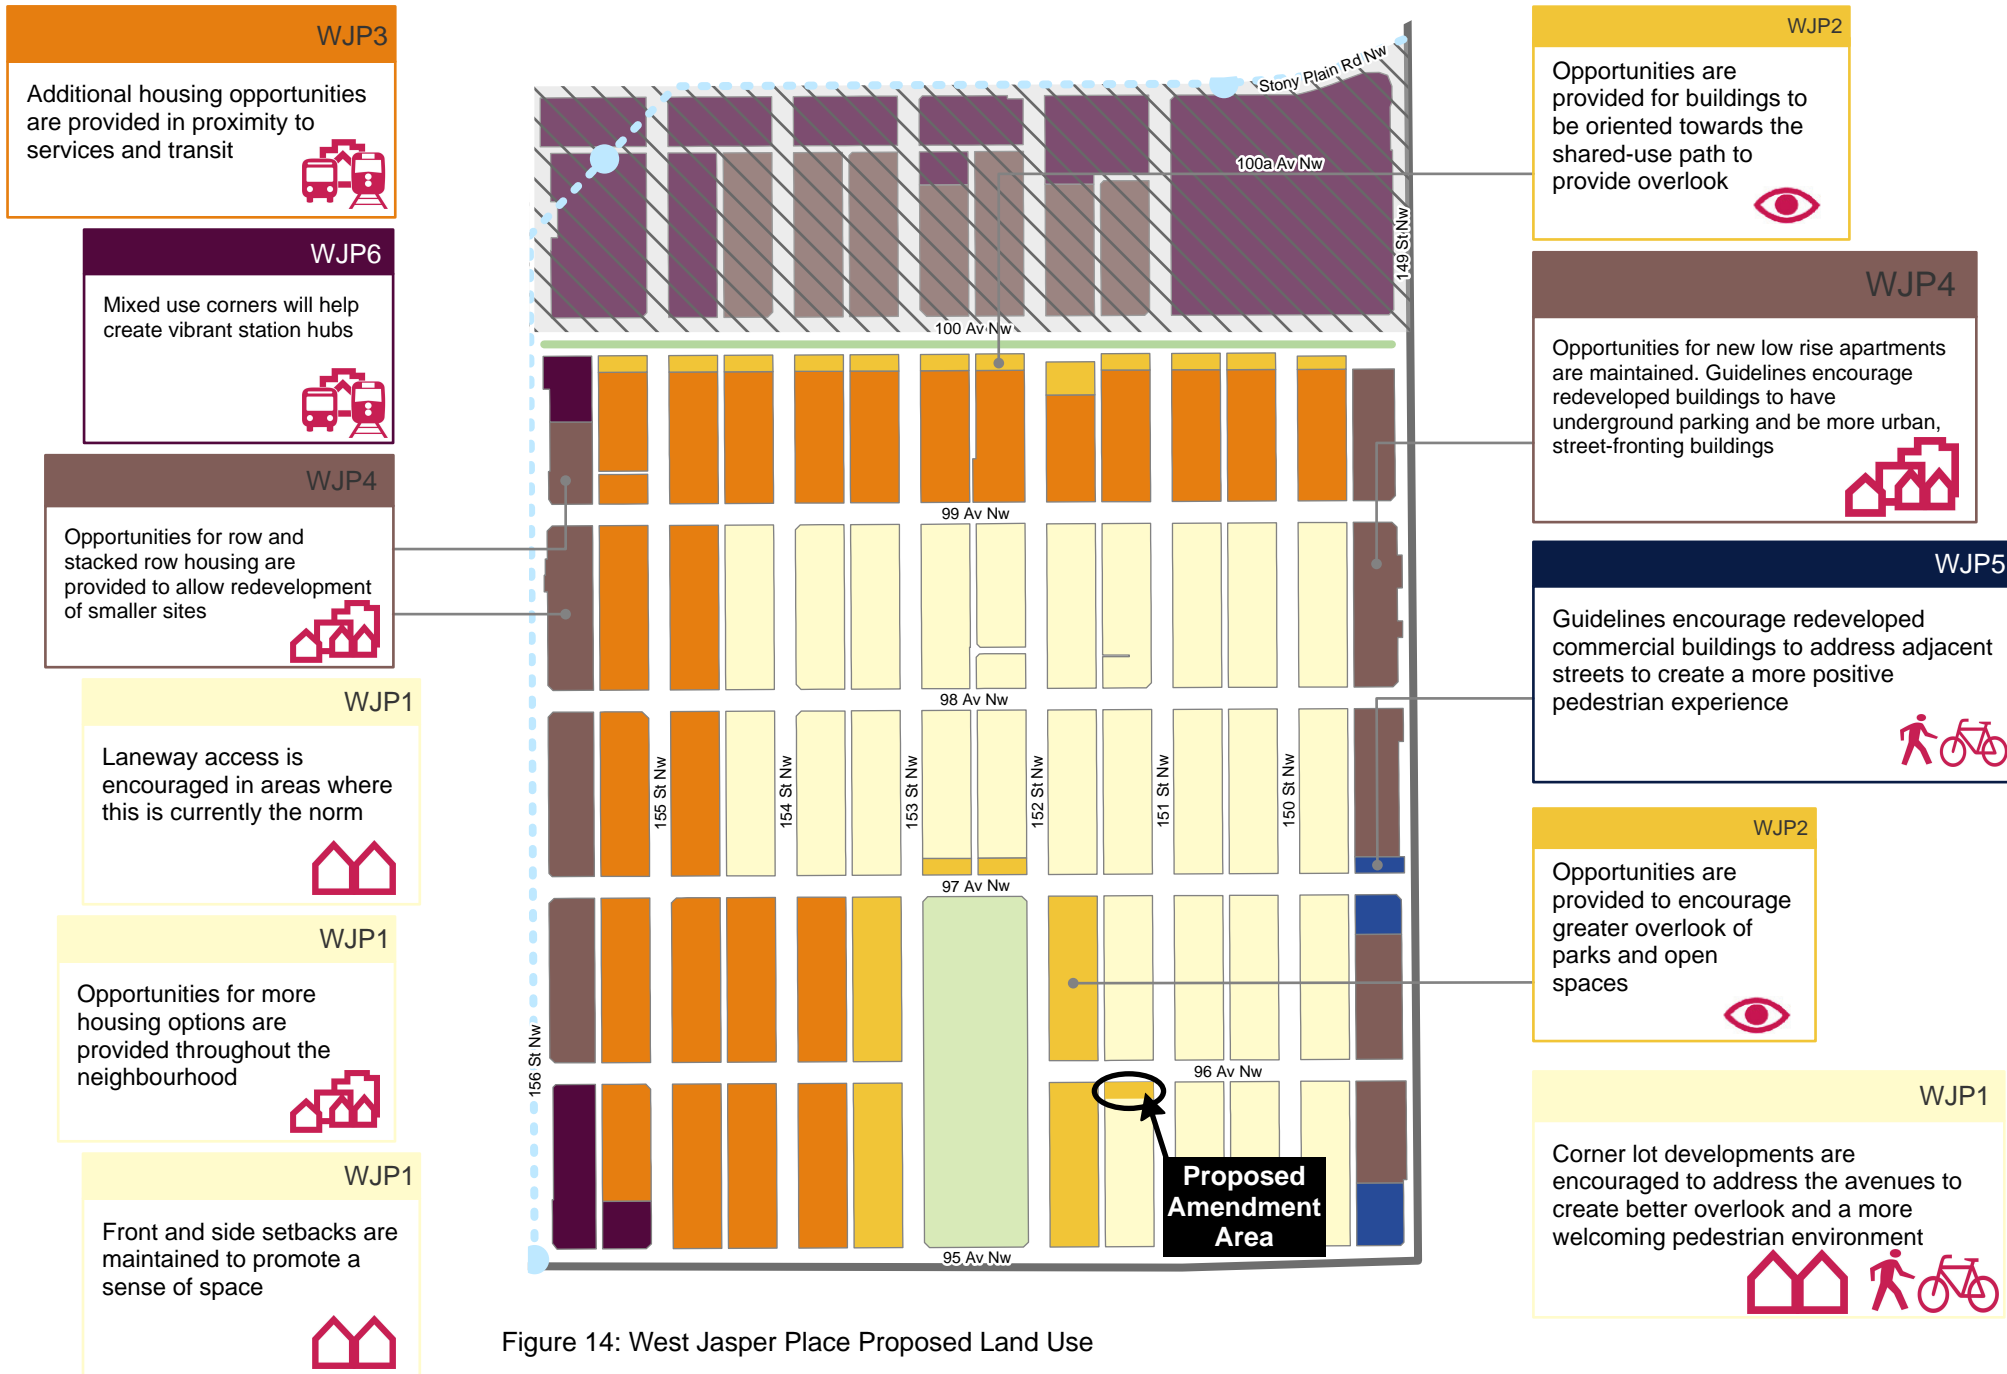 WJP3
Additional housing opportunities
are provided in proximity to
services and transit
WJP6
Mixed use corners will help
create vibrant station hubs
WJP4
Opportunities for row and
stacked row housing are
provided to allow redevelopment
of smaller sites
WJP1
Laneway access is
encouraged in areas where
this is currently the norm
WJP1
Opportunities for more
housing options are
provided throughout the
neighbourhood
WJP1
Front and side setbacks are
maintained to promote a
sense of space
Stony Plain Rd Nw
100a Av Nw
149 St Nw
100 Av Nw
99 Av Nw
98 Av Nw
155 St Nw
154 St Nw
153 St Nw
152 St Nw
151 St Nw
150 St Nw
97 Av Nw
156 St Nw
96 Av Nw
Proposed
Amendment
Area
95 Av Nw
WJP2
Opportunities are
provided for buildings to
be oriented towards the
shared-use path to
provide overlook
WJP4
Opportunities for new low rise apartments
are maintained. Guidelines encourage
redeveloped buildings to have
underground parking and be more urban,
street-fronting buildings
WJP5
Guidelines encourage redeveloped
commercial buildings to address adjacent
streets to create a more positive
pedestrian experience
WJP2
Opportunities are
provided to encourage
greater overlook of
parks and open
spaces
WJP1
Corner lot developments are
encouraged to address the avenues to
create better overlook and a more
welcoming pedestrian environment
Figure 14: West Jasper Place Proposed Land Use